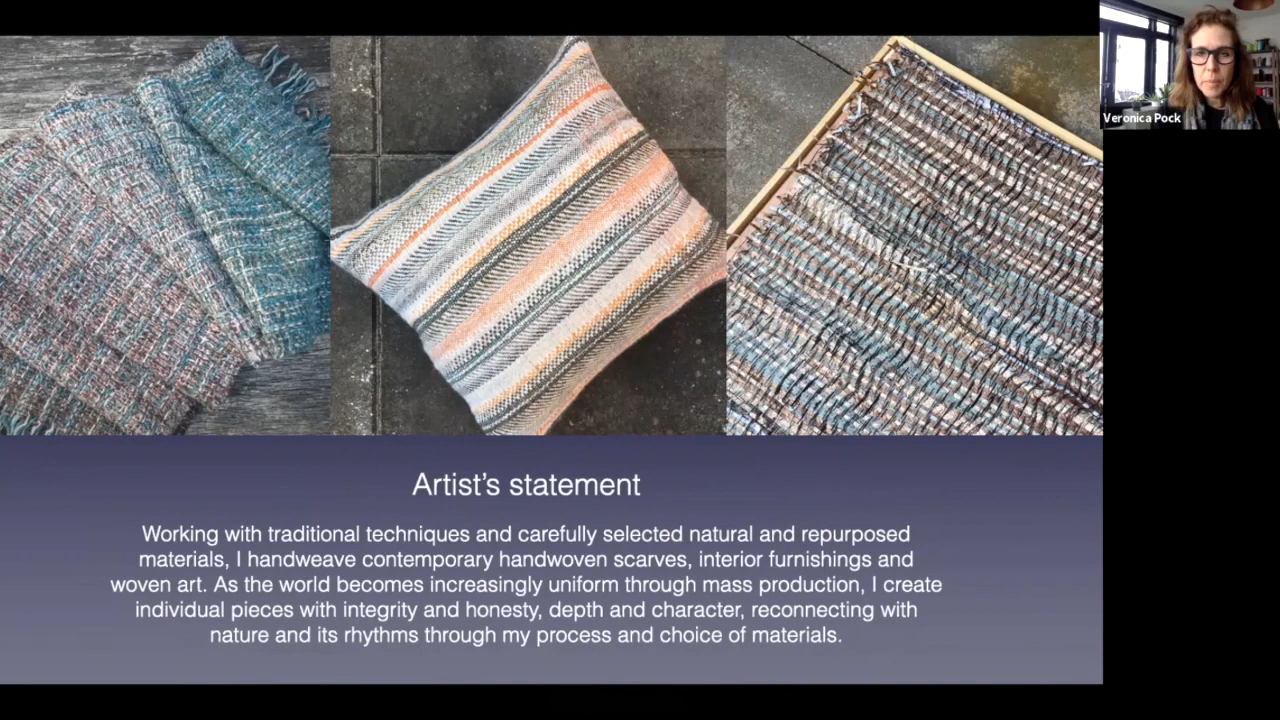 Veronica Pock
Artist's statement
Working with traditional techniques and carefully selected natural and repurposed
materials, I handweave contemporary handwoven scarves, interior furnishings and
woven art. As the world becomes increasingly uniform through mass production, I create
individual pieces with integrity and honesty, depth and character, reconnecting with
nature and its rhythms through my process and choice of materials.